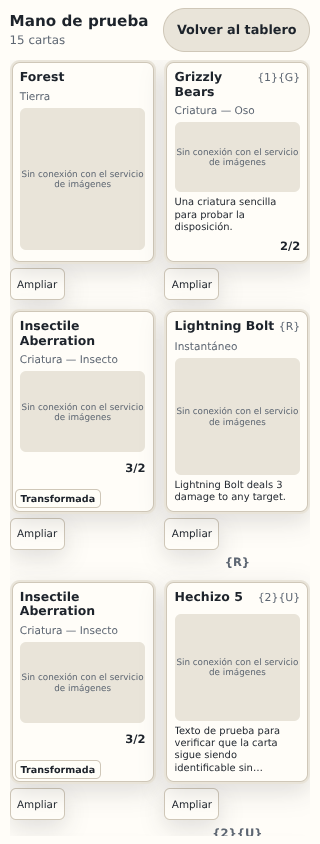 Mano de prueba
15 cartas
Volver al tablero
Forest
Tierra
Sin conexión con el servicio
de imágenes
Ampliar
Grizzly {1}{G}
Bears
Criatura — Oso
Sin conexión con el servicio
de imágenes
Una criatura sencilla
para probar la
disposición.
2/2
Ampliar
Insectile
Aberration
Criatura — Insecto
Sin conexión con el servicio
de imágenes
3/2
Transformada
Ampliar
Lightning Bolt {R}
Instantáneo
Sin conexión con el servicio
de imágenes
Lightning Bolt deals 3
damage to any target.
Ampliar
{R}
Insectile
Aberration
Criatura — Insecto
Sin conexión con el servicio
de imágenes
3/2
Transformada
Ampliar
Hechizo 5 {2}{U}
Sin conexión con el servicio
de imágenes
Texto de prueba para
verificar que la carta
sigue siendo
identificable sin…
Ampliar
{2}{U}